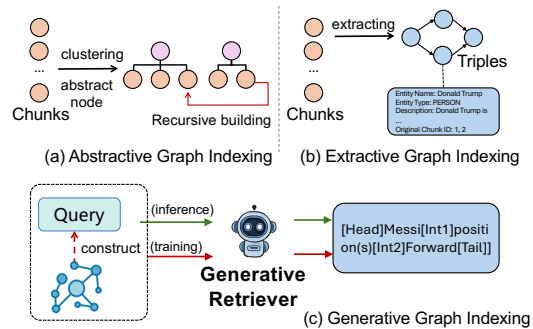 clustering
...
abstract
node
Chunks
Recursive building
(a) Abstractive Graph Indexing
extracting
...
Triples
Chunks
Entity Name: Donald Trump
Entity Type: PERSON
Description: Donald Trump is
...
Original Chunk ID: 1, 2
(b) Extractive Graph Indexing
Query
construct
(inference)
(training)
Generative
Retriever
[Head]Messi[Int1]positi
on(s)[Int2]Forward[Tail]]
(c) Generative Graph Indexing